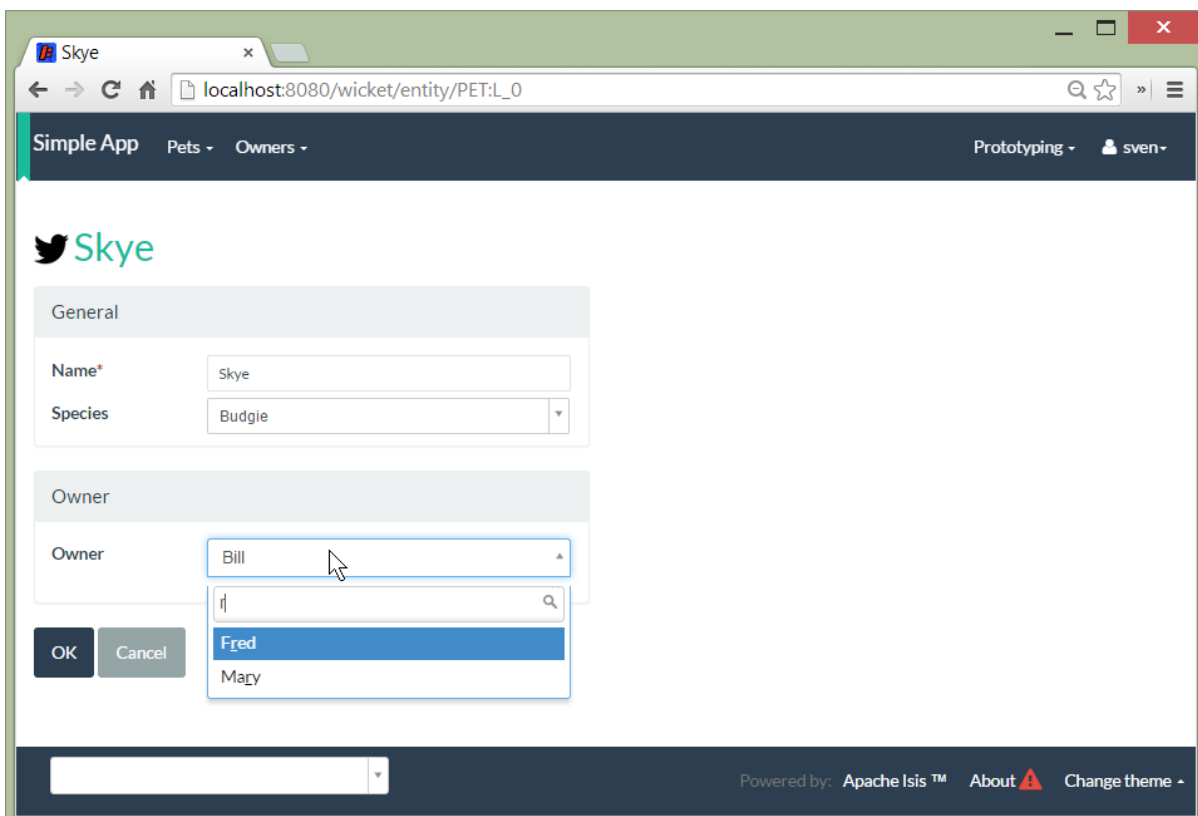 Skye
localhost:8080/wicket/entity/PET:L_0
Simple App Pets Owners Prototyping sven
Skye
General
Name* Skye
Species Budgie
Owner
Owner Bill
r
Fred
Mary
OK Cancel
Powered by: Apache Isis ™ About Change theme